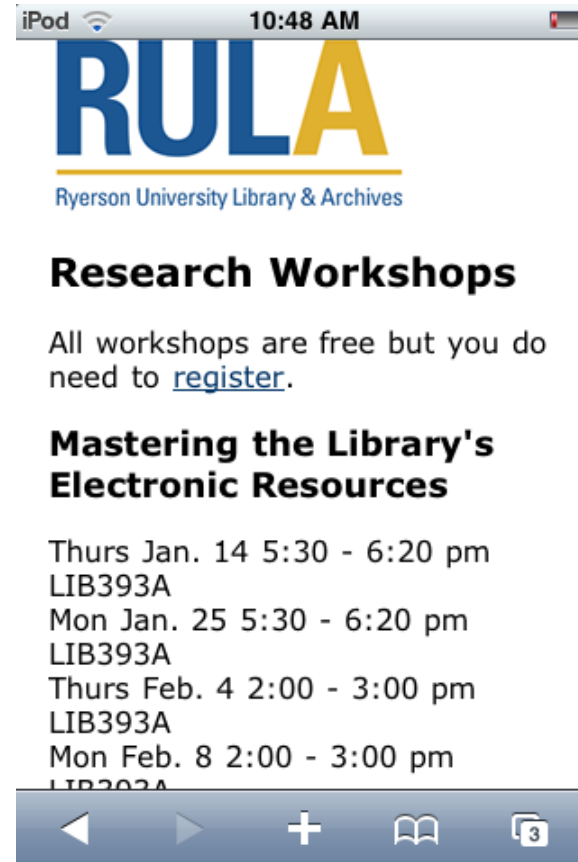 iPod 10:48 AM
RULA
Ryerson University Library & Archives
Research Workshops
All workshops are free but you do
need to register.
Mastering the Library's
Electronic Resources
Thurs Jan. 14 5:30 - 6:20 pm
LIB393A
Mon Jan. 25 5:30 - 6:20 pm
LIB393A
Thurs Feb. 4 2:00 - 3:00 pm
LIB393A
Mon Feb. 8 2:00 - 3:00 pm
3